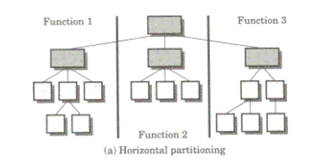 Function 1
Function 3
Function 2
(a) Horizontal partitioning